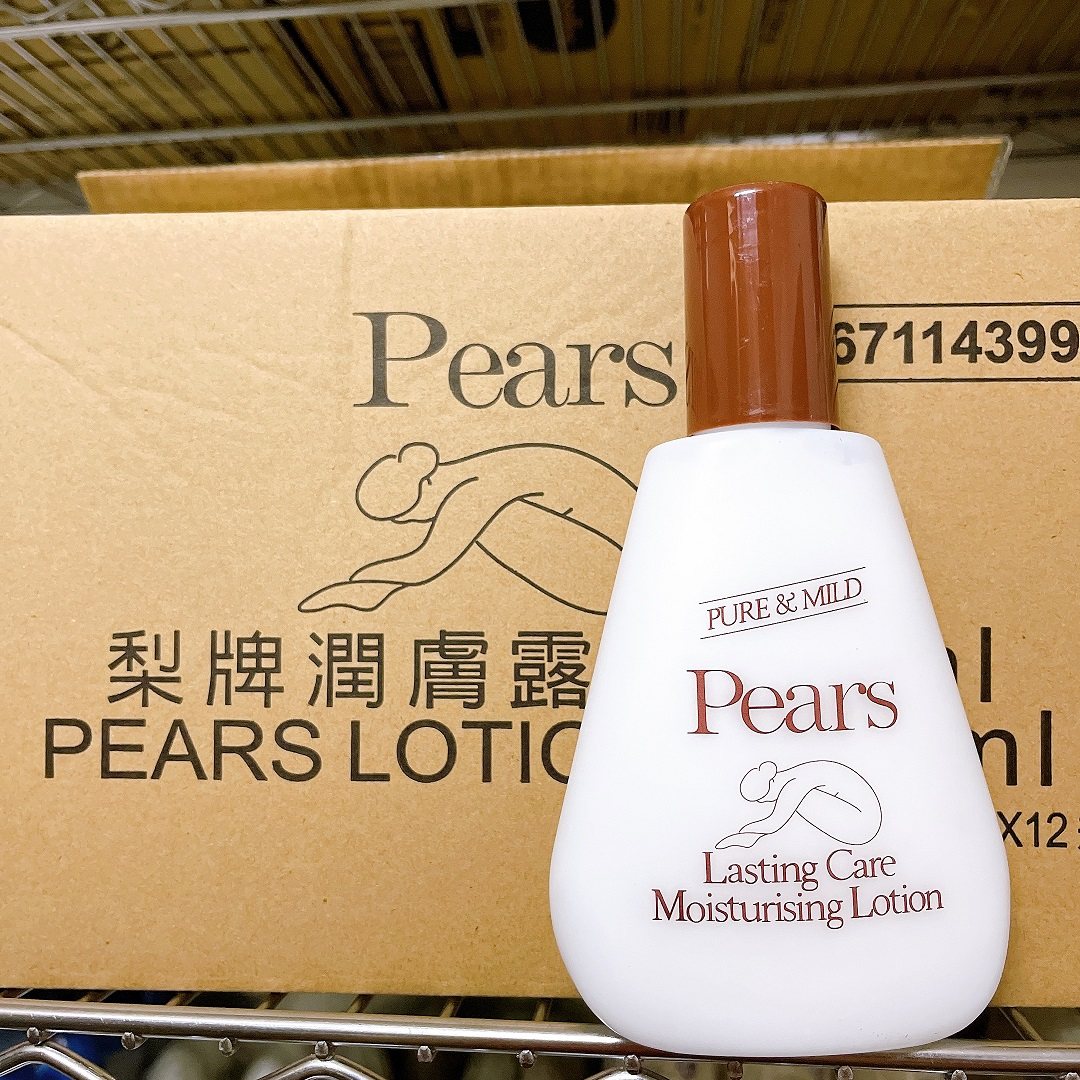 Pears
67114399
梨牌潤膚露
ml
PEARS LOTIO
ml
X12
PURE & MILD
Pears
Lasting Care
Moisturising Lotion